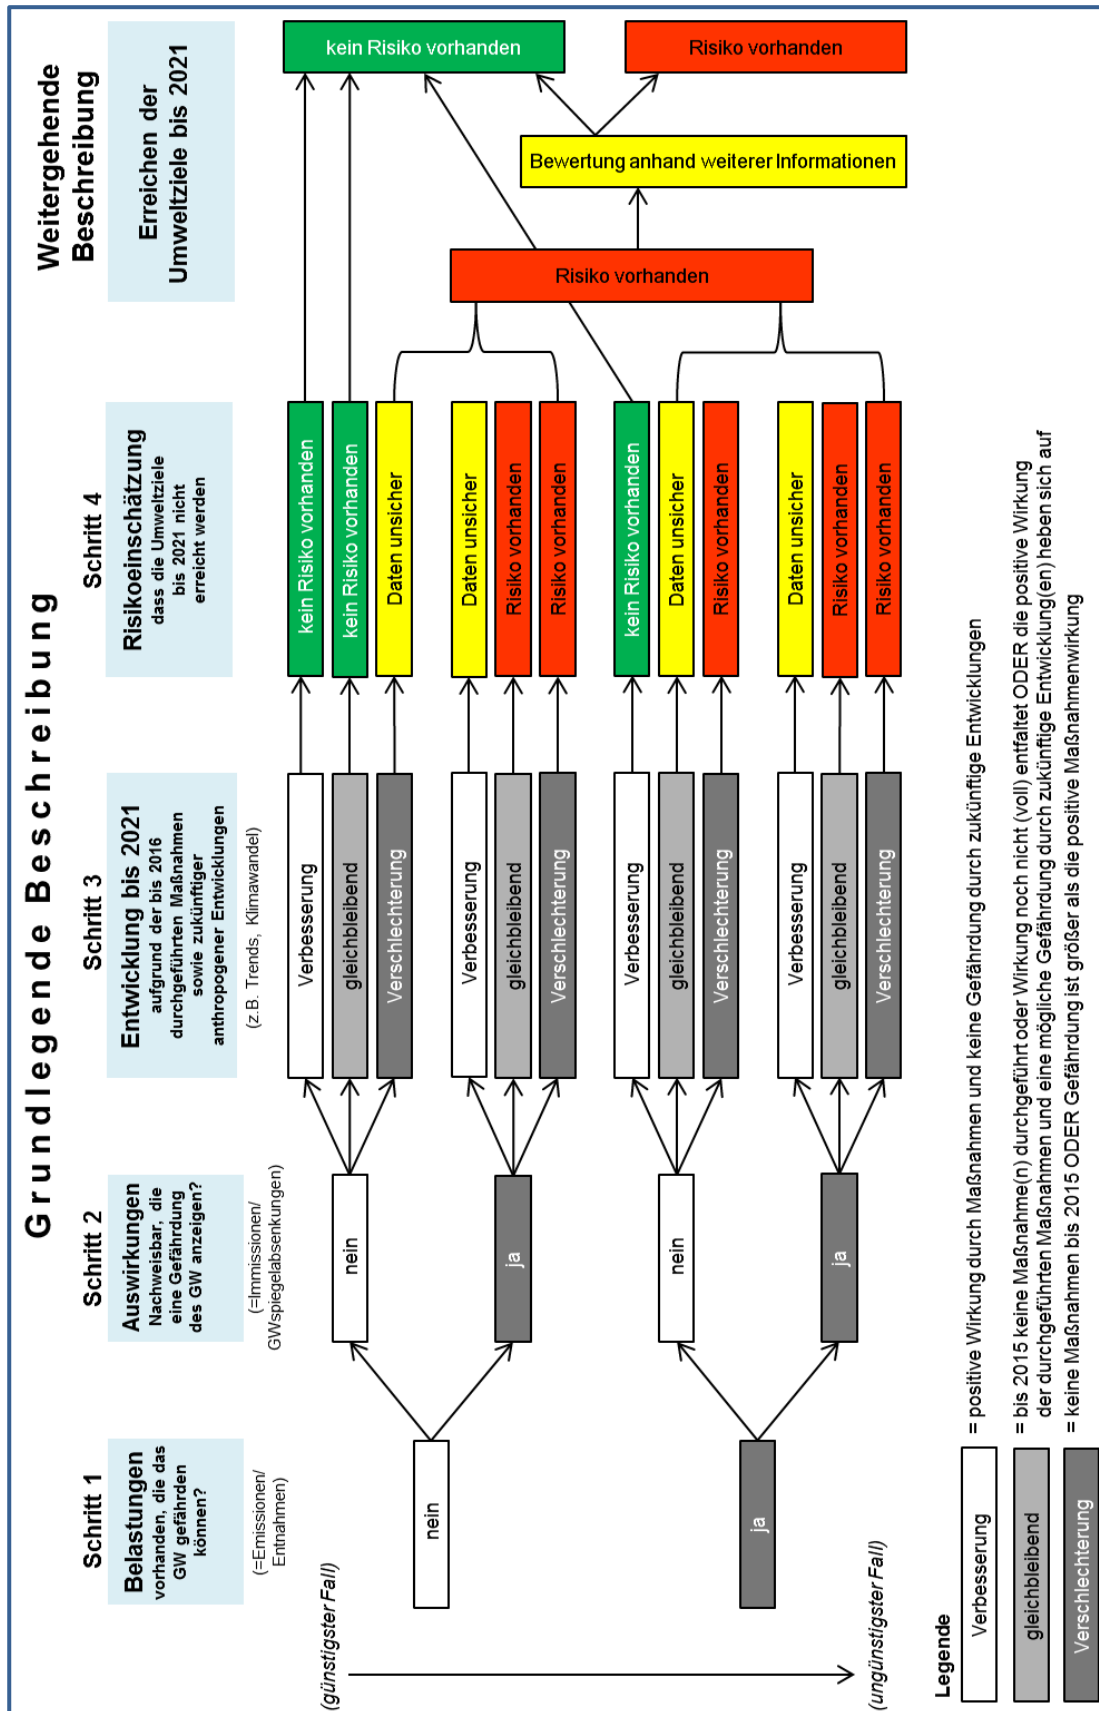 Grundlegende Beschreibung
Weitergehende
Beschreibung
Schritt 1
Schritt 2
Schritt 3
Schritt 4
Belastungen
vorhanden, die das
GW gefährden
können?
Auswirkungen
Nachweisbar, die
eine Gefährdung
des GW anzeigen?
Entwicklung bis 2021
aufgrund der bis 2016
durchgeführten Maßnahmen
sowie zukünftiger
anthropogener Entwicklungen
Risikoeinschätzung
dass die Umweltziele
bis 2021 nicht
erreicht werden
Erreichen der
Umweltziele bis 2021
(=Emissionen/
Entnahmen)
(=Immissionen/
GWspiegelabsenkungen)
(z.B. Trends, Klimawandel)
(günstigster Fall)
(ungünstigster Fall)
nein
ja
nein
ja
nein
ja
Verbesserung
gleichbleibend
Verschlechterung
Verbesserung
gleichbleibend
Verschlechterung
Verbesserung
gleichbleibend
Verschlechterung
Verbesserung
gleichbleibend
Verschlechterung
kein Risiko vorhanden
kein Risiko vorhanden
Daten unsicher
Daten unsicher
Risiko vorhanden
Risiko vorhanden
kein Risiko vorhanden
Daten unsicher
Risiko vorhanden
Daten unsicher
Risiko vorhanden
Risiko vorhanden
Risiko vorhanden
Bewertung anhand weiterer Informationen
kein Risiko vorhanden
Risiko vorhanden
Legende
Verbesserung
= positive Wirkung durch Maßnahmen und keine Gefährdung durch zukünftige Entwicklungen
gleichbleibend
= bis 2015 keine Maßnahme(n) durchgeführt oder Wirkung noch nicht (voll) entfaltet ODER die positive Wirkung
der durchgeführten Maßnahmen und eine mögliche Gefährdung durch zukünftige Entwicklung(en) heben sich auf
Verschlechterung
= keine Maßnahmen bis 2015 ODER Gefährdung ist größer als die positive Maßnahmenwirkung